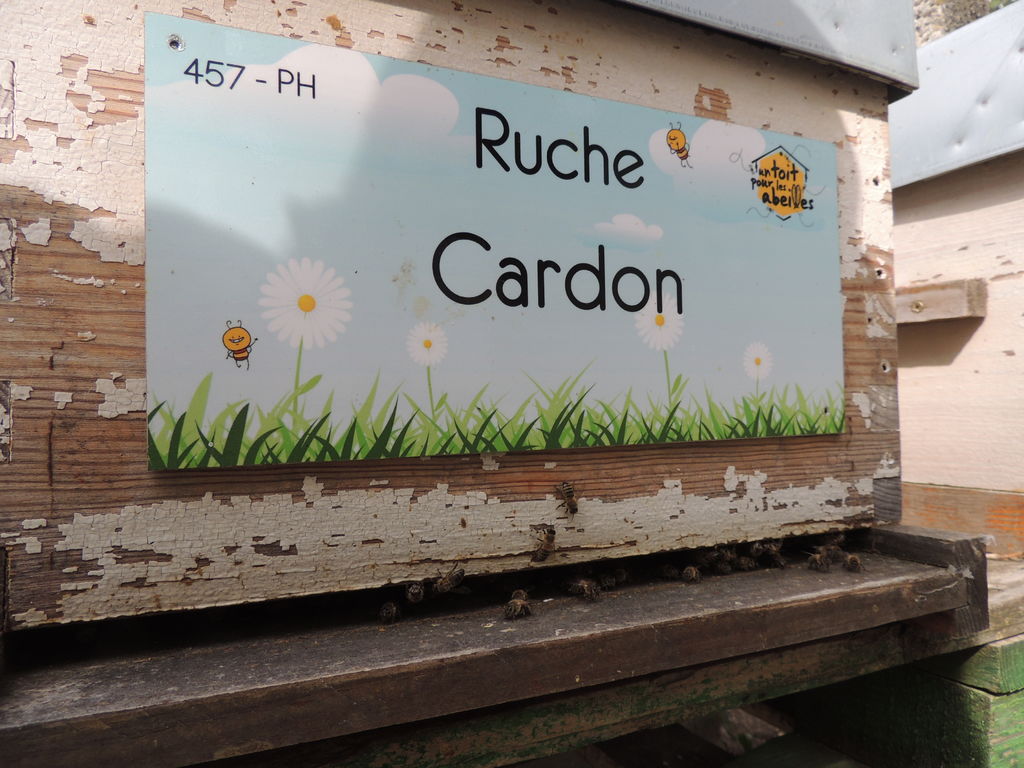 457 - PH
Ruche
Cardon
un toit
pour les
abeilles